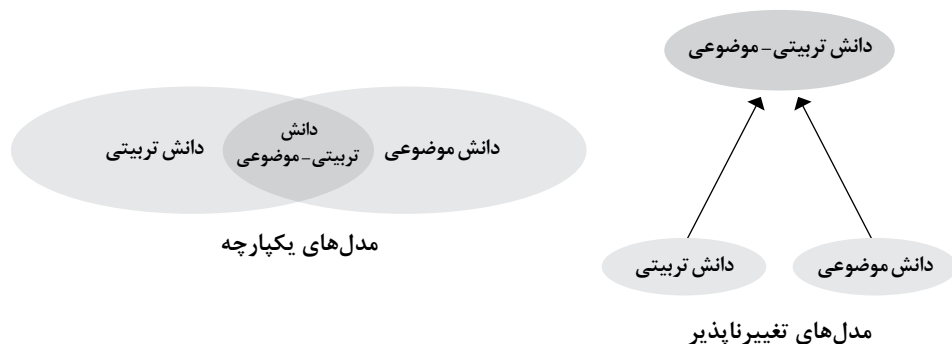 دانش تربیتی-موضوعی
دانش موضوعی
دانش تربیتی
مدل‌های تغییرناپذیر
دانش موضوعی
دانش
تربیتی-موضوعی
دانش تربیتی
مدل‌های یکپارچه